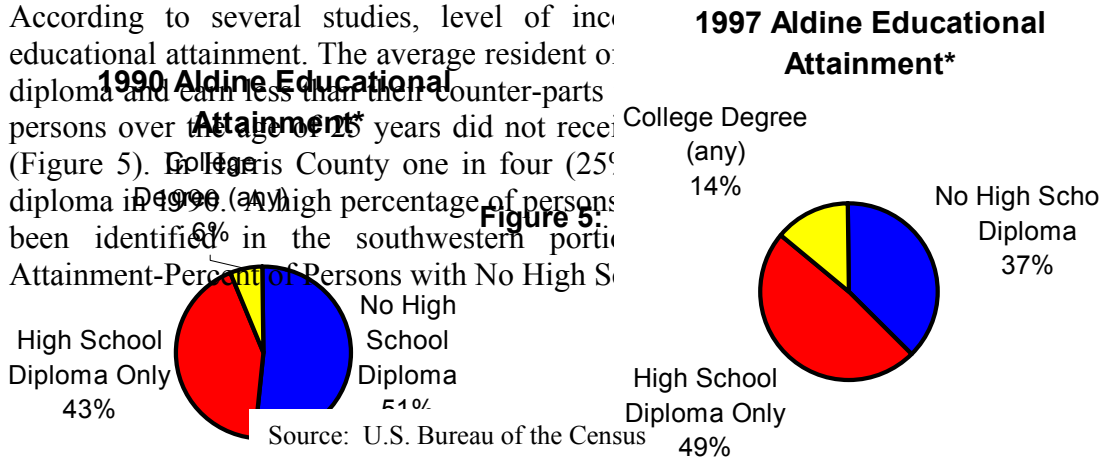 According to several studies, level of inc
educational attainment. The average resident o
diploma and earn less than their counter-parts
persons over the age of 25 years did not recei
(Figure 5). In Harris County one in four (25%
diploma in 1990. A high percentage of persons
been identified in the southwestern portio
Attainment-Percent of Persons with No High S
1990 Aldine Educational
Attainment*
College
Degree (any)
6%
Figure 5:
No High
School
Diploma
51%
High School
Diploma Only
43%
Source: U.S. Bureau of the Census
1997 Aldine Educational
Attainment*
College Degree
(any)
14%
No High Scho
Diploma
37%
High School
Diploma Only
49%